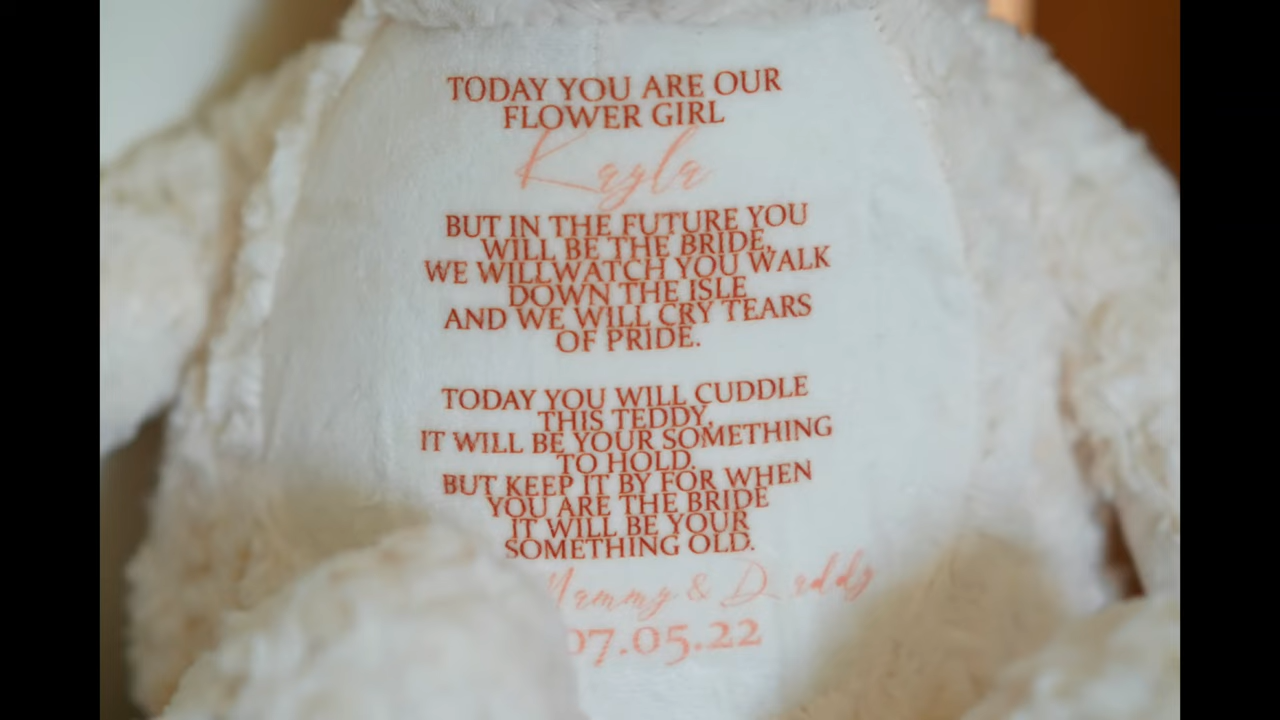 TODAY YOU ARE OUR
FLOWER GIRL
Kayla
BUT IN THE FUTURE YOU
WILL BE THE BRIDE,
WE WILLWATCH YOU WALK
DOWN THE ISLE
AND WE WILL CRY TEARS
OF PRIDE.
TODAY YOU WILL CUDDLE
THIS TEDDY,
IT WILL BE YOUR SOMETHING
TO HOLD.
BUT KEEP IT BY FOR WHEN
YOU ARE THE BRIDE
IT WILL BE YOUR
SOMETHING OLD.
Mammy & Daddy
07.05.22